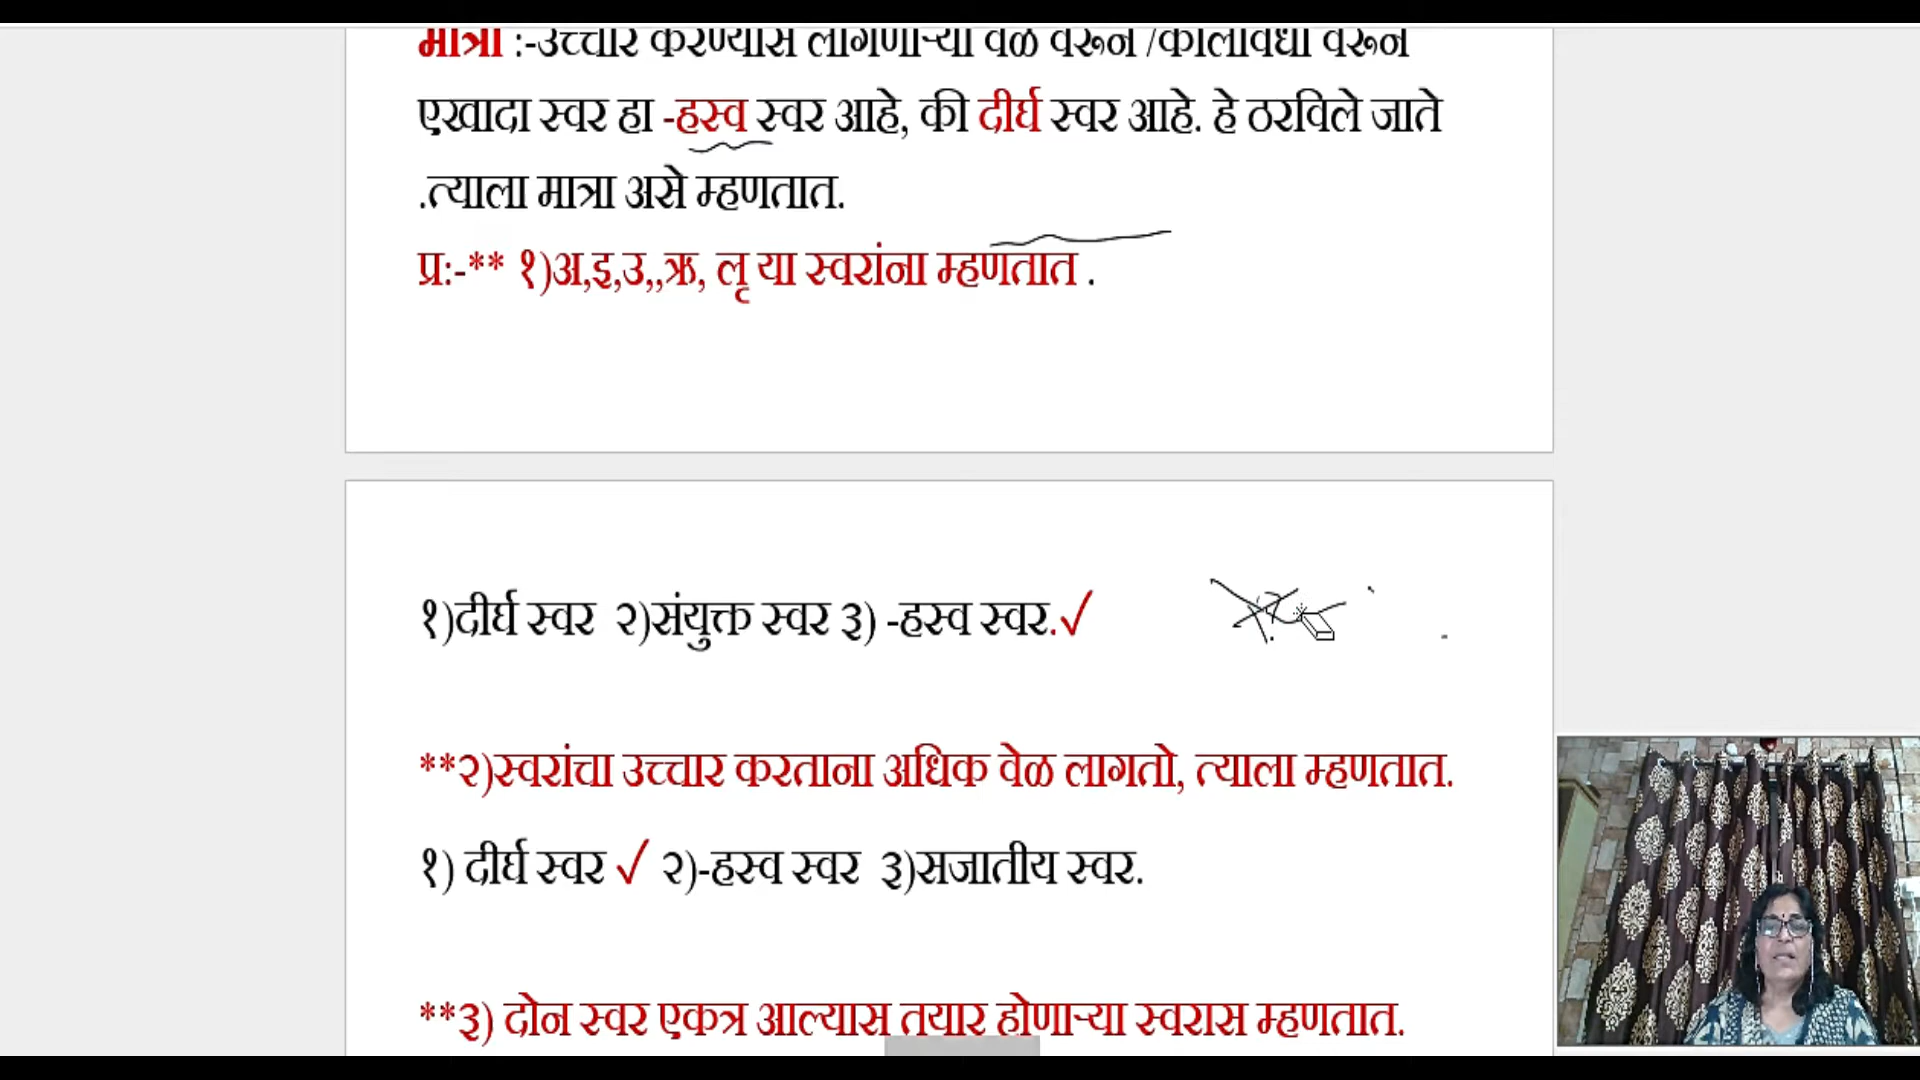 मात्रा :-उच्चार करण्यास लागणाऱ्या वेळ वरून /कालावधी वरून
एखादा स्वर हा -हस्व स्वर आहे, की दीर्घ स्वर आहे. हे ठरविले जाते
.त्याला मात्रा असे म्हणतात.
प्र:-** १)अ,इ,उ,,ऋ, लृ या स्वरांना म्हणतात .
१)दीर्घ स्वर २)संयुक्त स्वर ३) -हस्व स्वर.✓
**२)स्वरांचा उच्चार करताना अधिक वेळ लागतो, त्याला म्हणतात.
१) दीर्घ स्वर ✓ २)-हस्व स्वर ३)सजातीय स्वर.
**३) दोन स्वर एकत्र आल्यास तयार होणाऱ्या स्वरास म्हणतात.